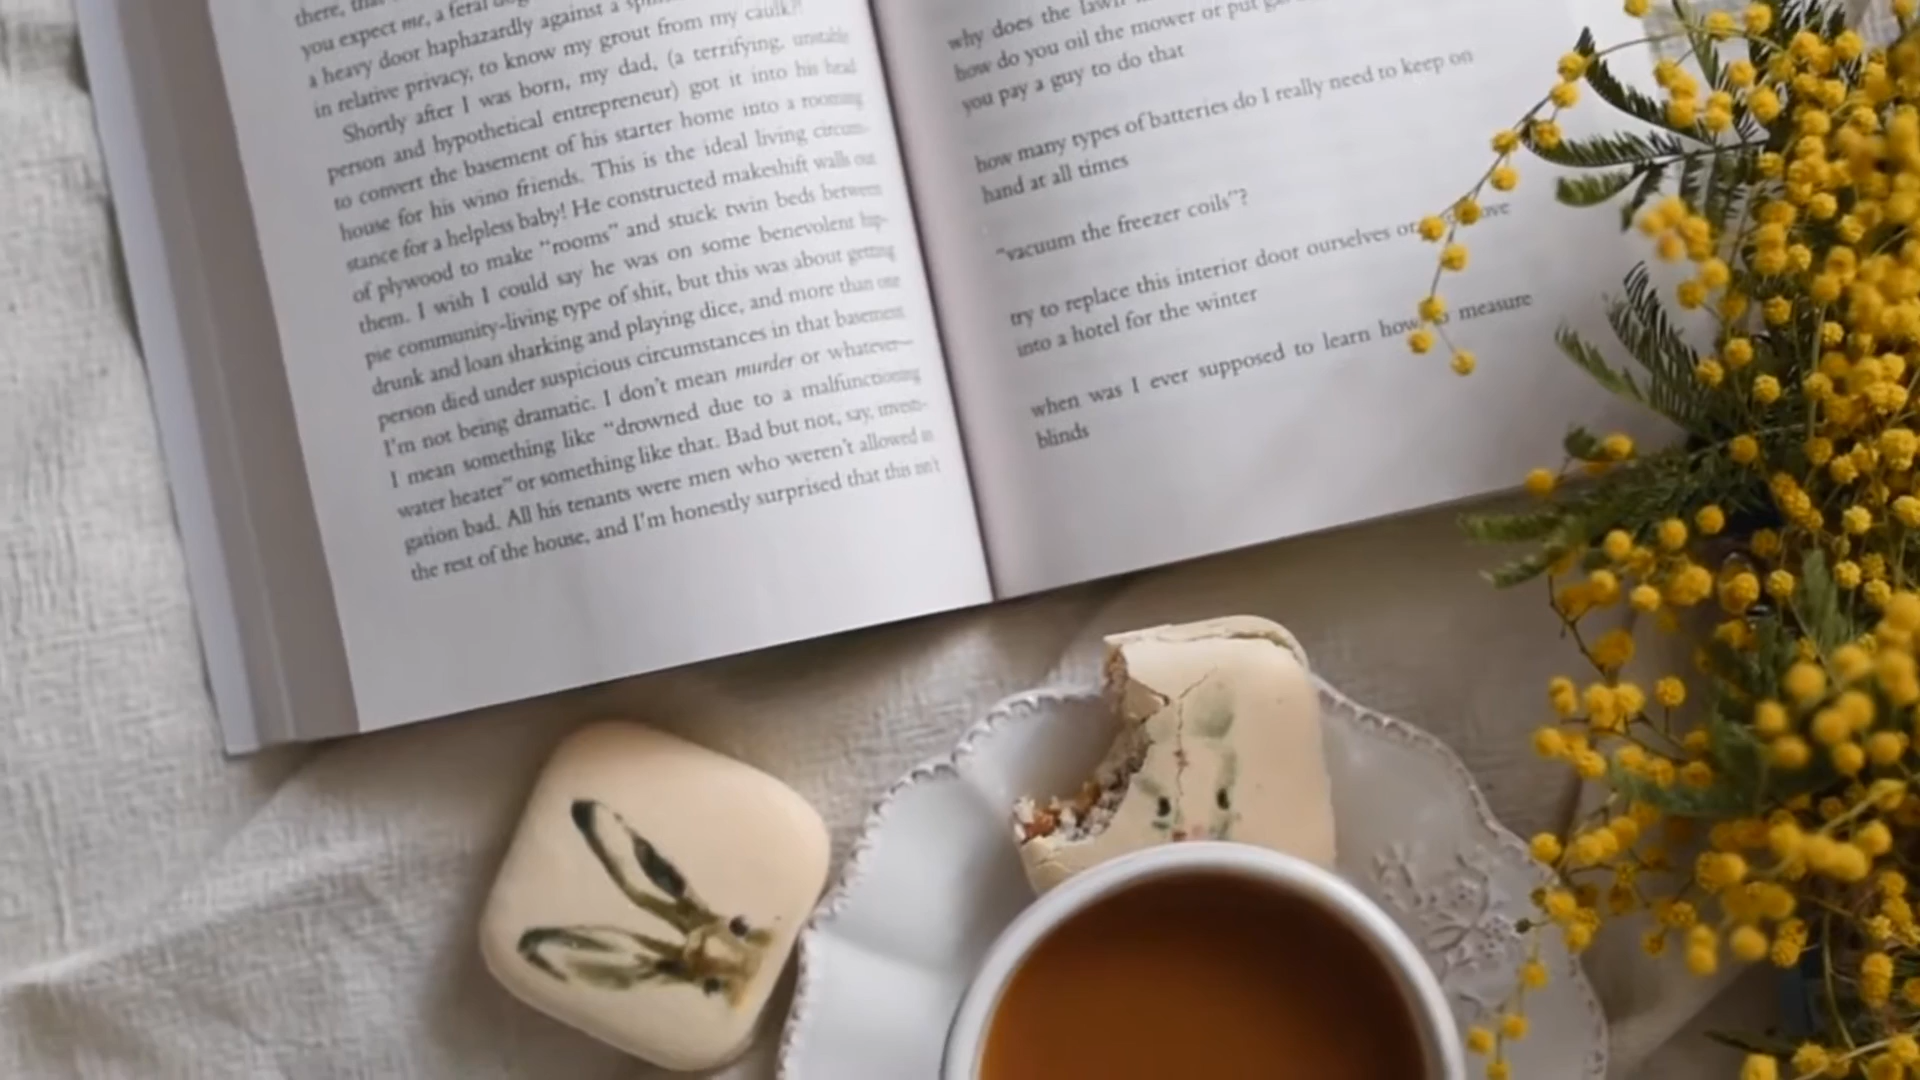 there,
you expect me, a feral
a heavy door haphazardly against a
in relative privacy, to know my grout from my caulk?!
Shortly after I was born, my dad, (a terrifying, unstable
person and hypothetical entrepreneur) got it into his head
to convert the basement of his starter home into a rooming
house for his wino friends. This is the ideal living circum-
stance for a helpless baby! He constructed makeshift walls out
of plywood to make “rooms” and stuck twin beds between
them. I wish I could say he was on some benevolent hip-
pie community-living type of shit, but this was about getting
drunk and loan sharking and playing dice, and more than one
person died under suspicious circumstances in that basement
I’m not being dramatic. I don’t mean murder or whatever—
I mean something like “drowned due to a malfunctioning
water heater” or something like that. Bad but not, say, investi-
gation bad. All his tenants were men who weren’t allowed in
the rest of the house, and I’m honestly surprised that this isn’t
why does the lawn
how do you oil the mower or put
you pay a guy to do that
how many types of batteries do I really need to keep on
hand at all times
“vacuum the freezer coils”?
try to replace this interior door ourselves or
into a hotel for the winter
when was I ever supposed to learn how measure
blinds